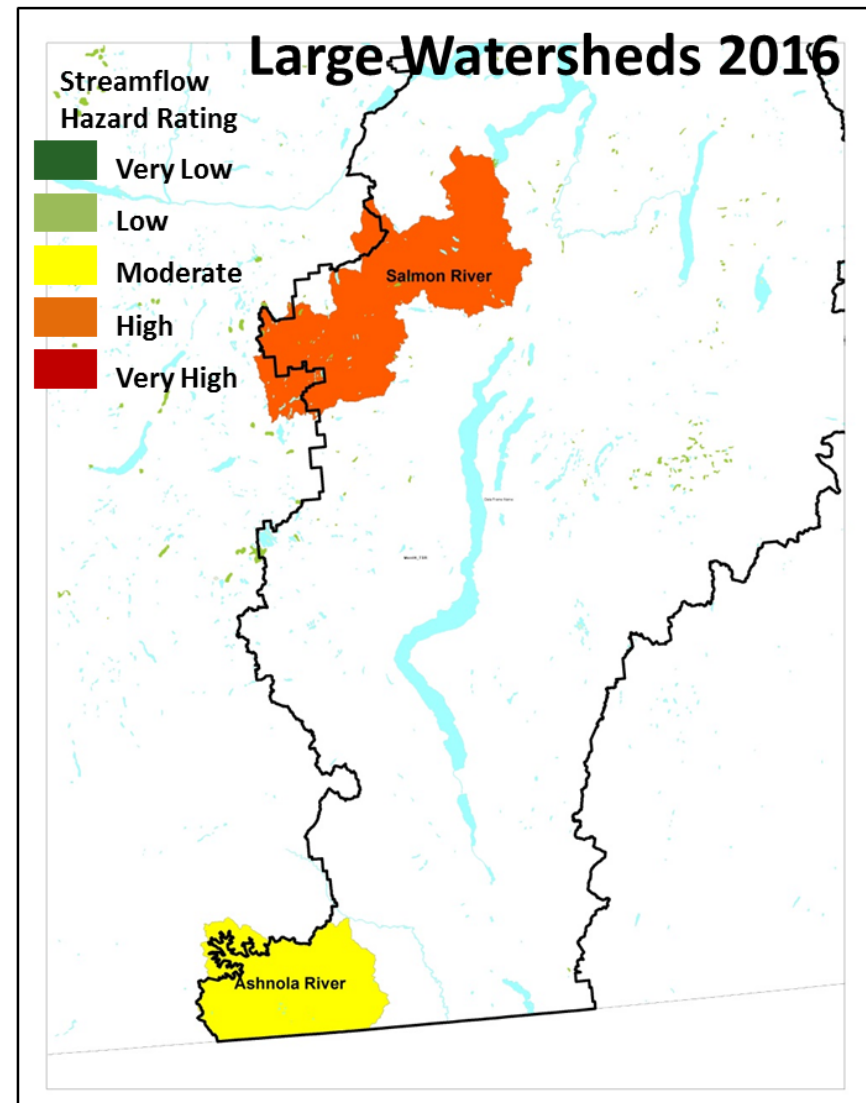 Large Watersheds 2016
Streamflow
Hazard Rating
Very Low
Low
Moderate
High
Very High
Salmon River
Ashnola River